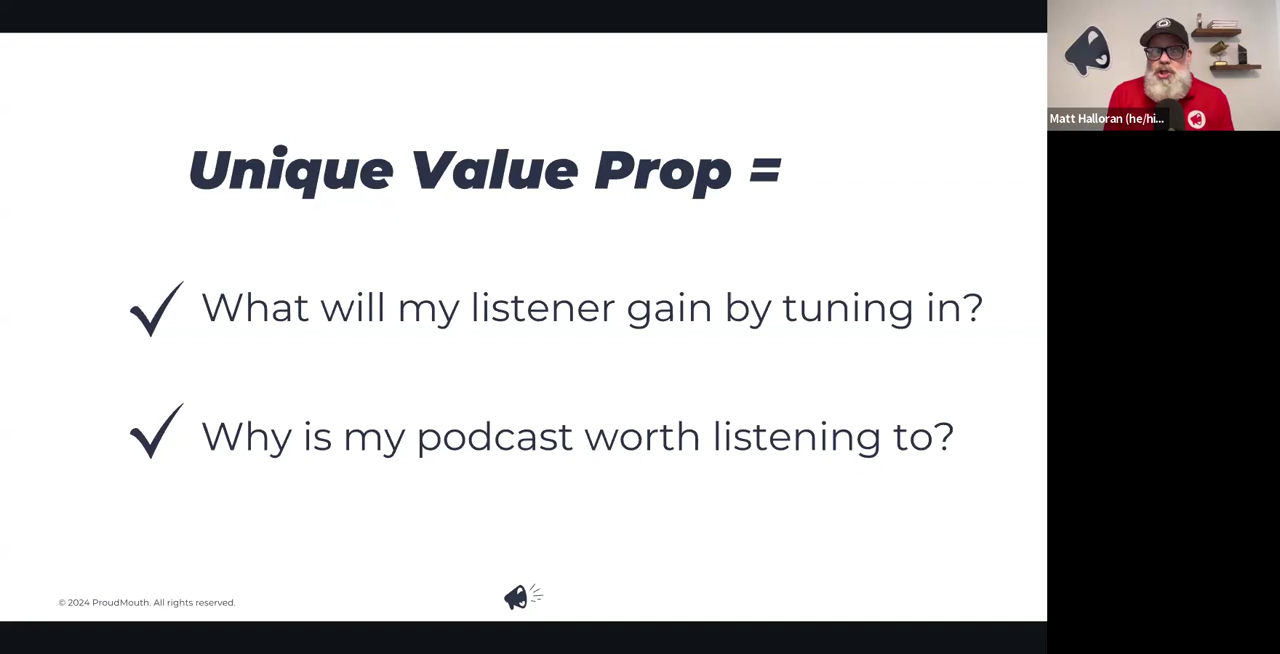 Unique Value Prop =
What will my listener gain by tuning in?
Why is my podcast worth listening to?
© 2024 ProudMouth. All rights reserved.
Matt Halloran (he/hi...